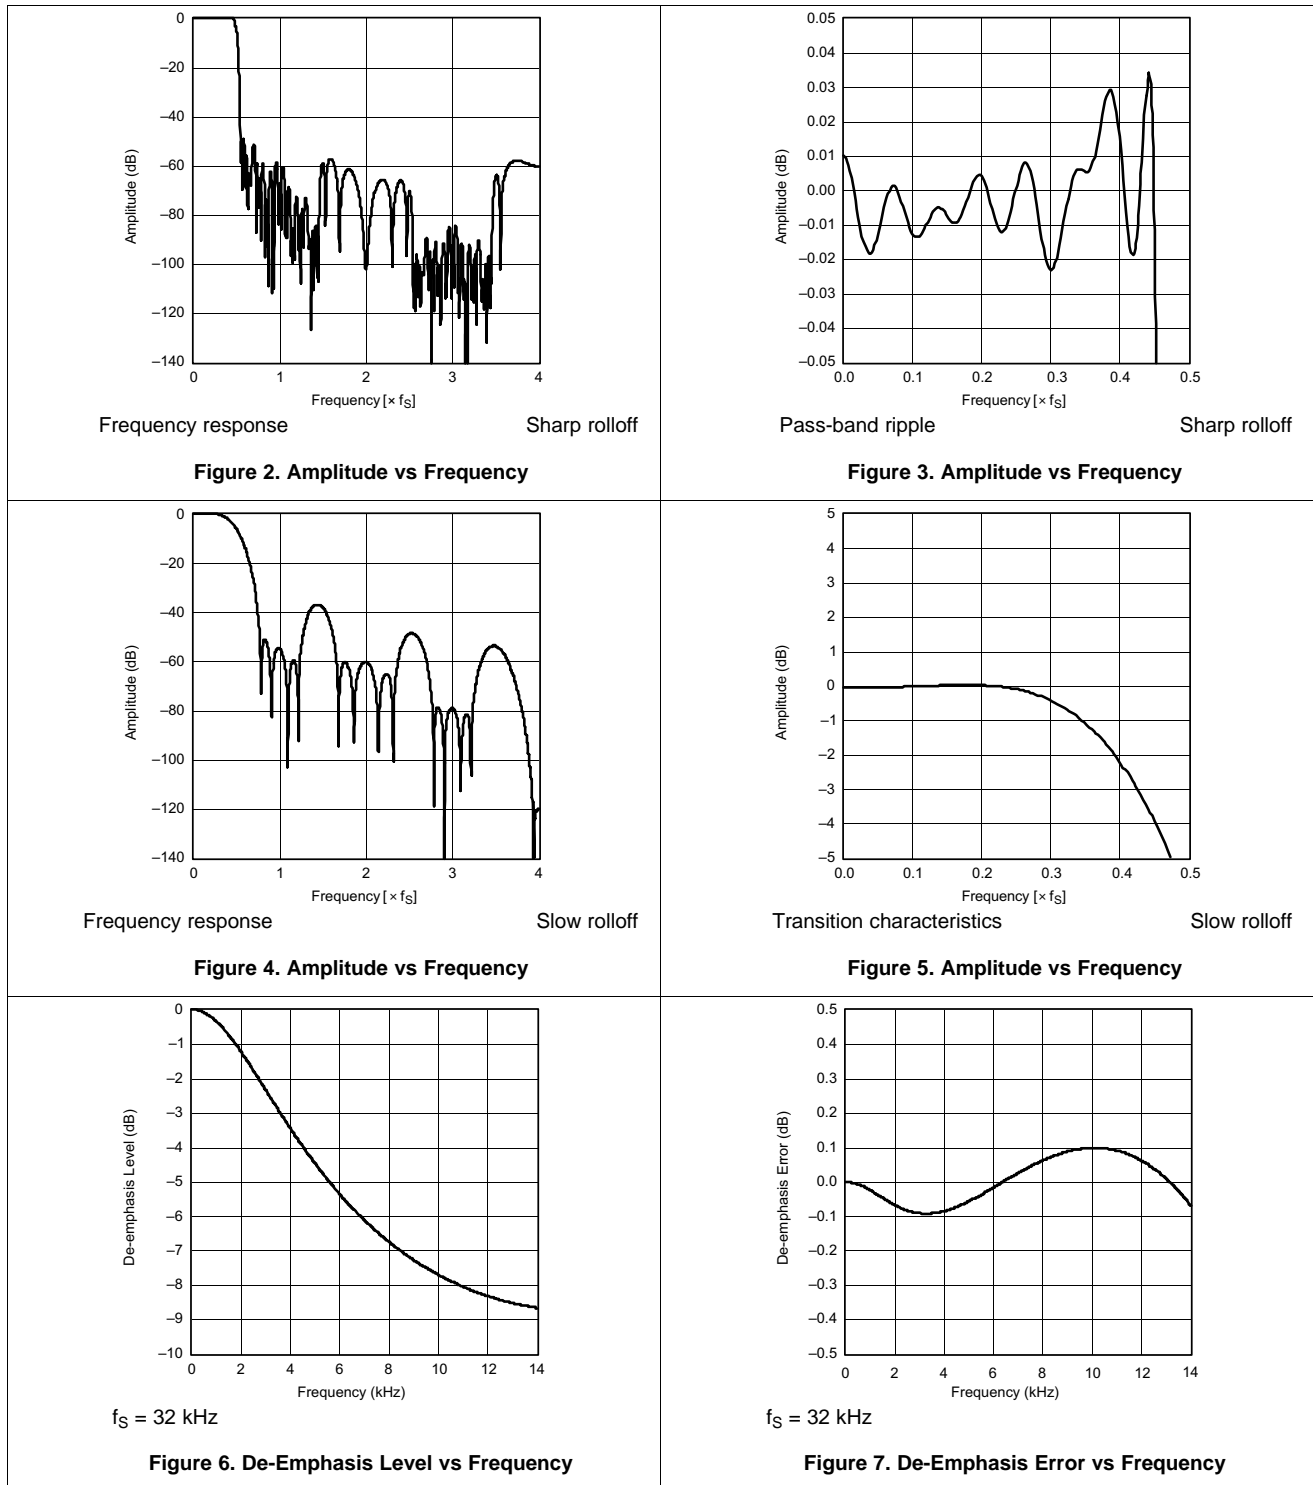 0
–20
–40
–60
–80
–100
–120
–140
0 1 2 3 4
Amplitude (dB)
Frequency [× fS]
Frequency response Sharp rolloff
Figure 2. Amplitude vs Frequency
0.05
0.04
0.03
0.02
0.01
0.00
–0.01
–0.02
–0.03
–0.04
–0.05
0.0 0.1 0.2 0.3 0.4 0.5
Amplitude (dB)
Frequency [× fS]
Pass-band ripple Sharp rolloff
Figure 3. Amplitude vs Frequency
0
–20
–40
–60
–80
–100
–120
–140
0 1 2 3 4
Amplitude (dB)
Frequency [× fS]
Frequency response Slow rolloff
Figure 4. Amplitude vs Frequency
5
4
3
2
1
0
–1
–2
–3
–4
–5
0.0 0.1 0.2 0.3 0.4 0.5
Amplitude (dB)
Frequency [× fS]
Transition characteristics Slow rolloff
Figure 5. Amplitude vs Frequency
0
–1
–2
–3
–4
–5
–6
–7
–8
–9
–10
0 2 4 6 8 10 12 14
De-emphasis Level (dB)
Frequency (kHz)
fS = 32 kHz
Figure 6. De-Emphasis Level vs Frequency
0.5
0.4
0.3
0.2
0.1
0.0
–0.1
–0.2
–0.3
–0.4
–0.5
0 2 4 6 8 10 12 14
De-emphasis Error (dB)
Frequency (kHz)
fS = 32 kHz
Figure 7. De-Emphasis Error vs Frequency